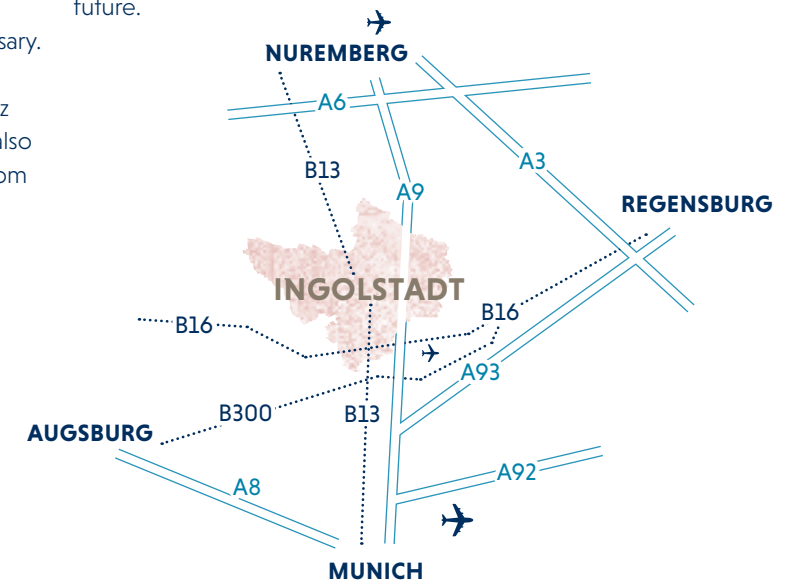 future.
sary.
z
also
om
NUREMBERG
A6
B13
A3
A9
REGENSBURG
INGOLSTADT
B16
B16
A93
B300
B13
AUGSBURG
A8
A92
MUNICH